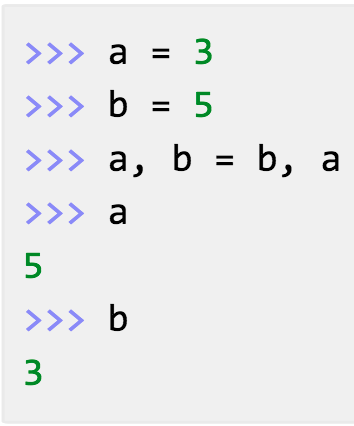 >>> a = 3
>>> b = 5
>>> a, b = b, a
>>> a
5
>>> b
3